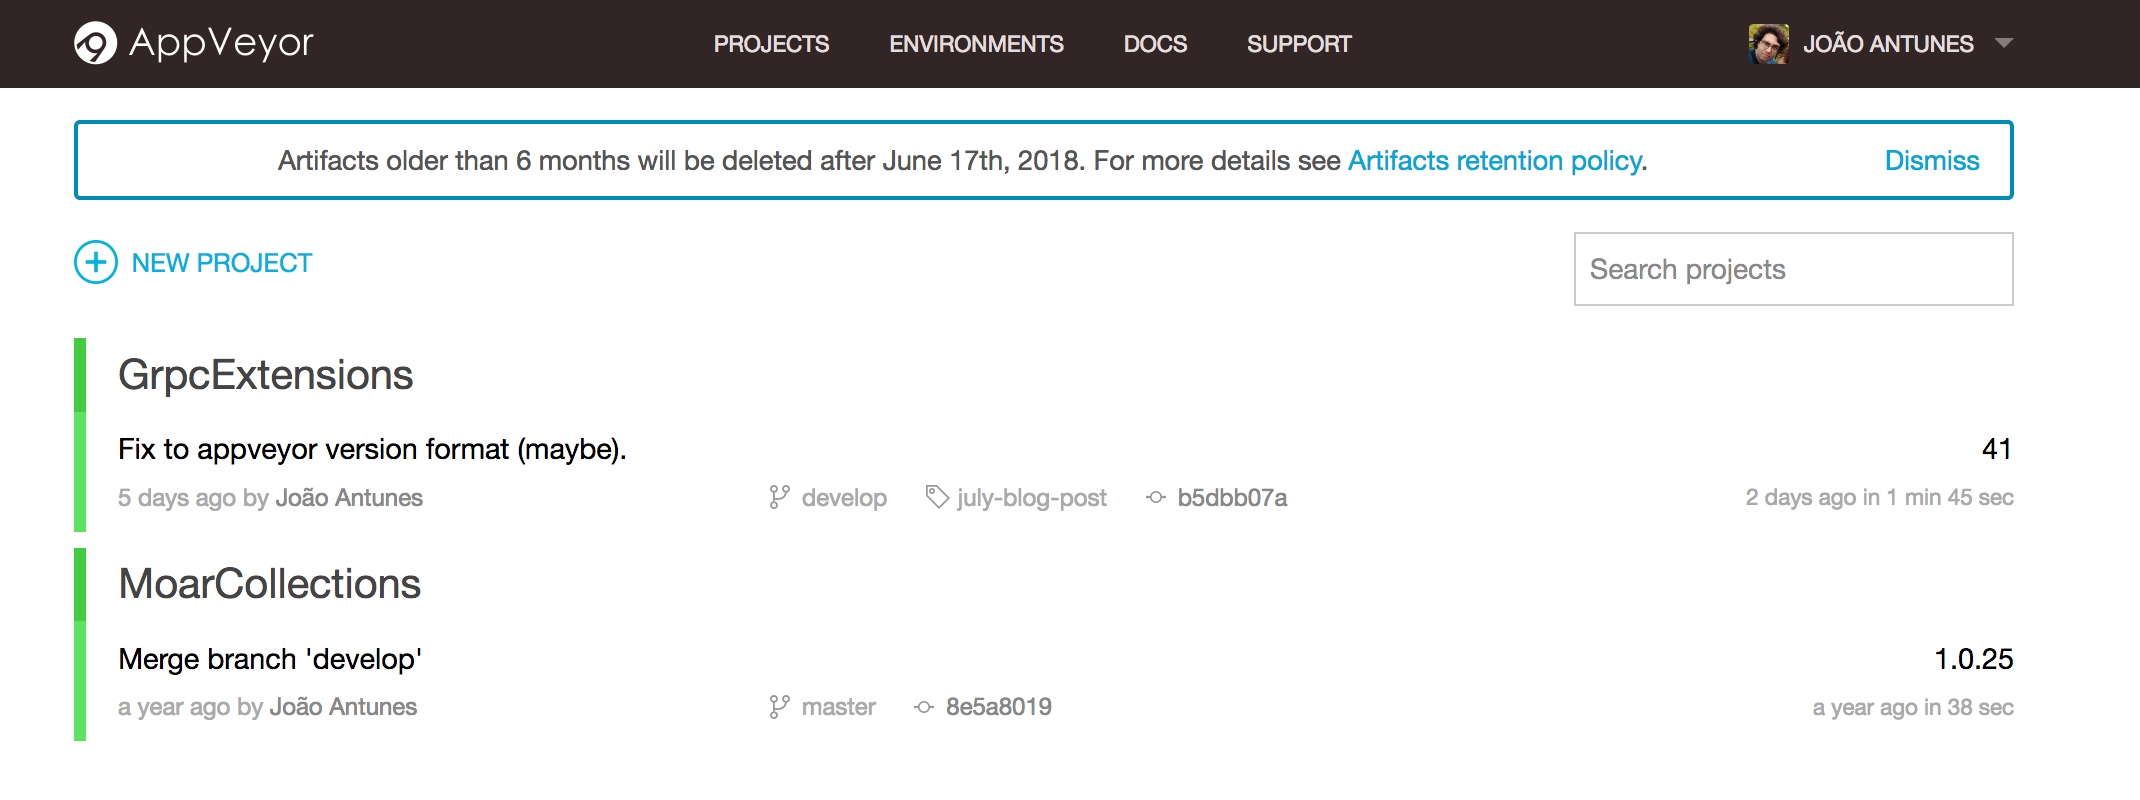 AppVeyor PROJECTS ENVIRONMENTS DOCS SUPPORT JOÃO ANTUNES
Artifacts older than 6 months will be deleted after June 17th, 2018. For more details see Artifacts retention policy. Dismiss
NEW PROJECT Search projects
GrpcExtensions
Fix to appveyor version format (maybe). 41
5 days ago by João Antunes develop july-blog-post b5dbb07a 2 days ago in 1 min 45 sec
MoarCollections
Merge branch 'develop' 1.0.25
a year ago by João Antunes master 8e5a8019 a year ago in 38 sec